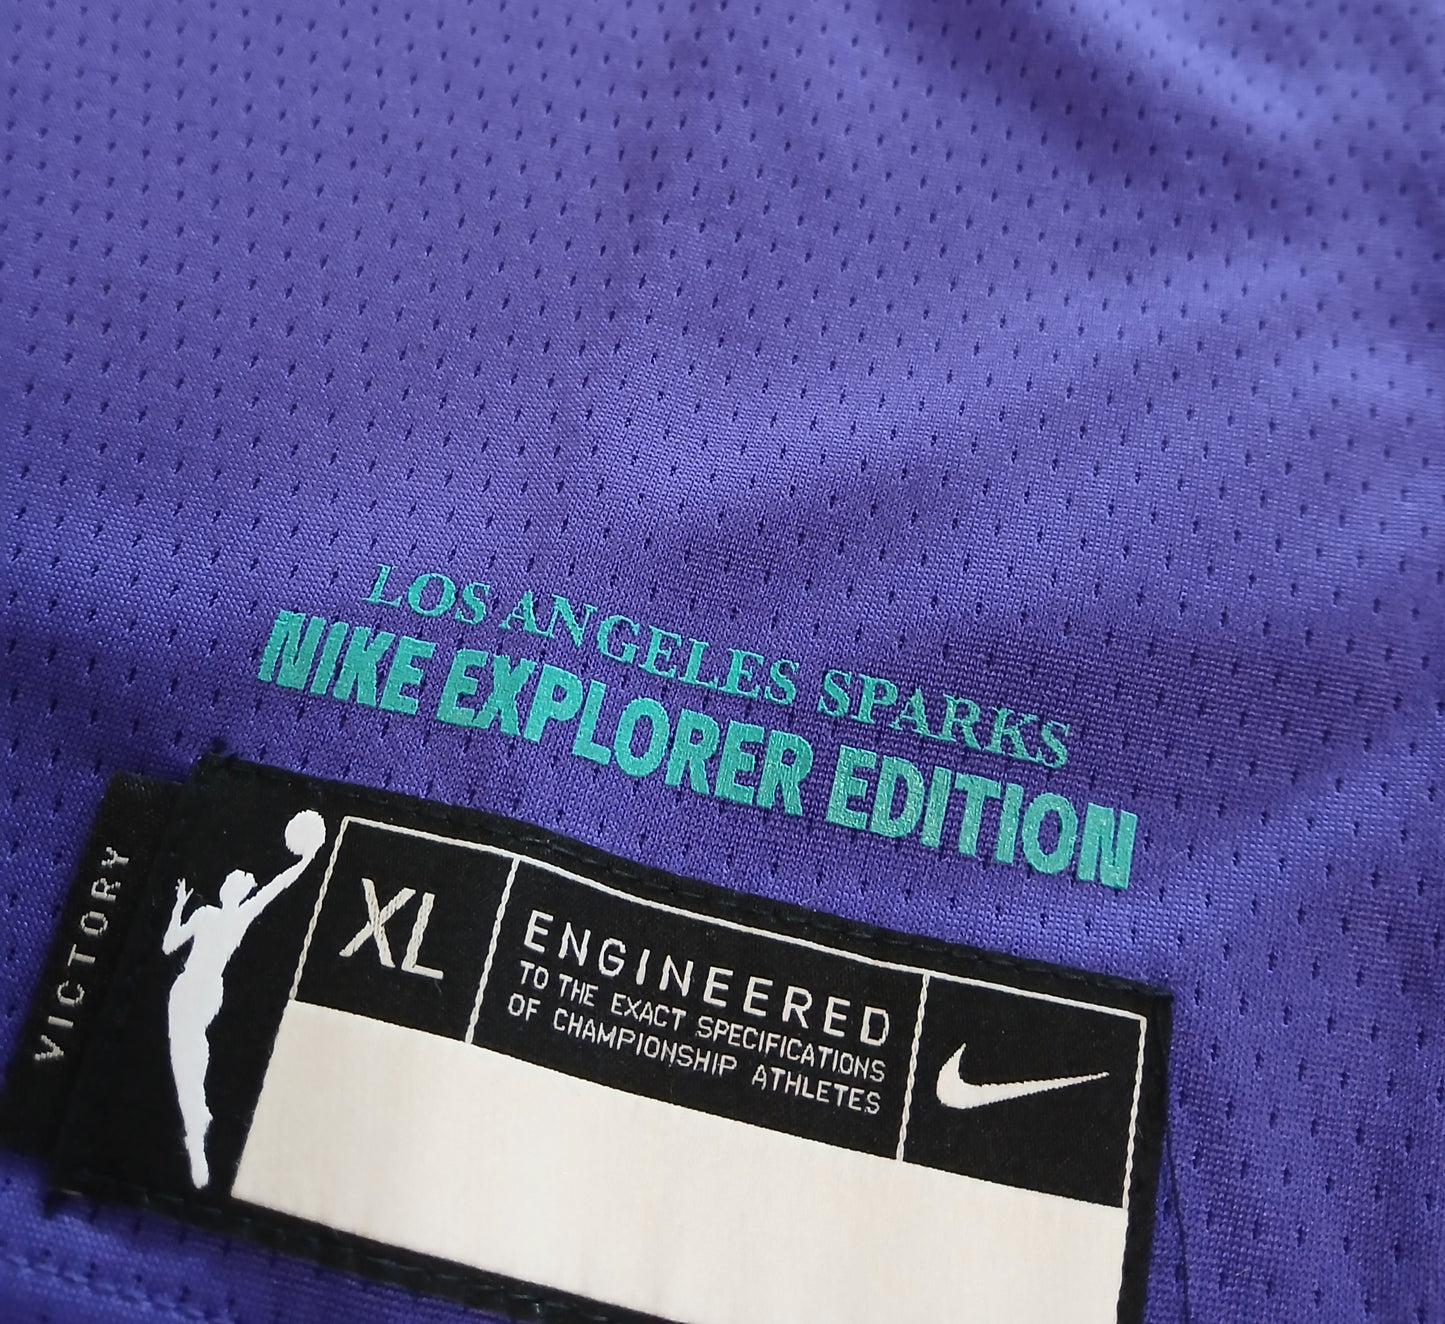 LOS ANGELES SPARKS
NIKE EXPLORER EDITION
VICTORY
XL
ENGINEERED
TO THE EXACT SPECIFICATIONS
OF CHAMPIONSHIP ATHLETES